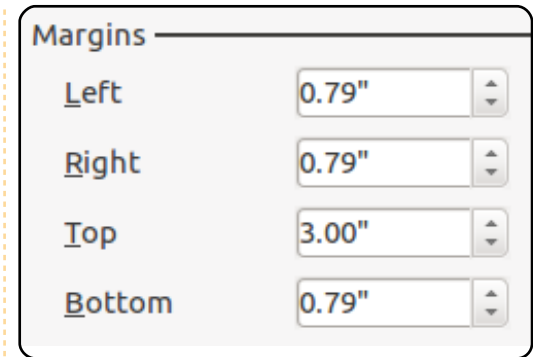 Margins
Left 0.79"
Right 0.79"
Top 3.00"
Bottom 0.79"